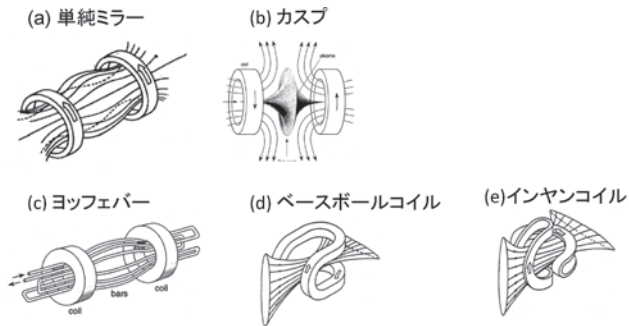 (a) 単純ミラー
(b) カスプ
coil
plasma
(c) ヨッフェバー
coil
bars
coil
(d) ベースボールコイル
(e)インヤンコイル